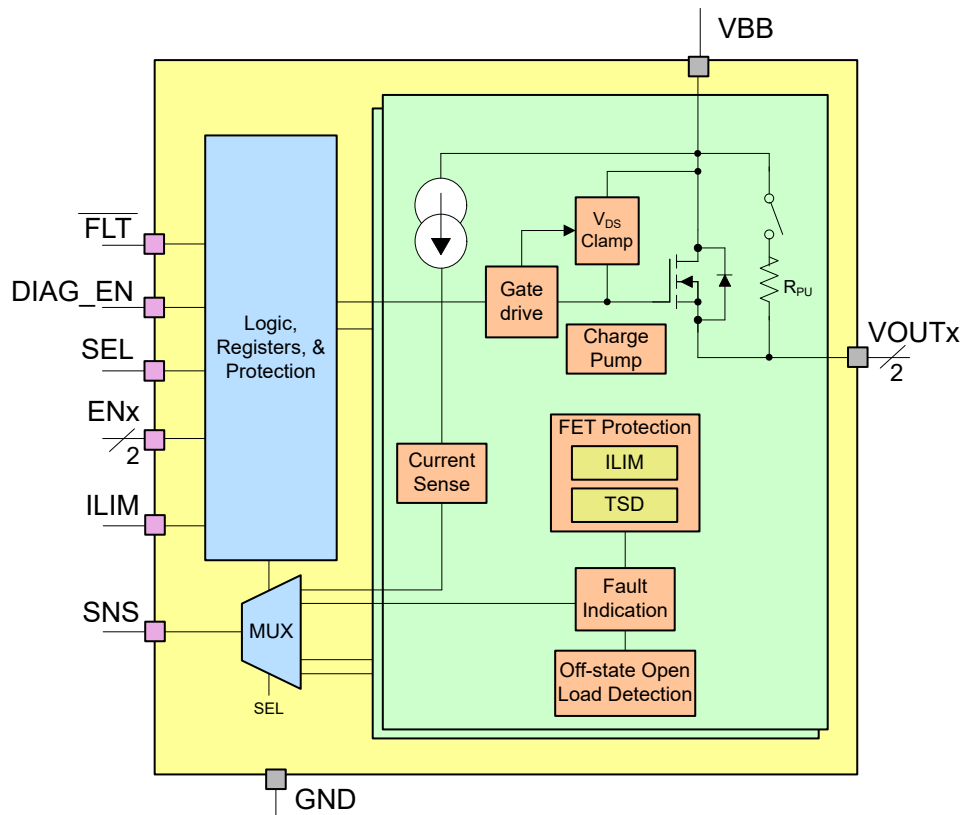 VBB
FLT
DIAG_EN
SEL
ENx
2
ILIM
SNS
Logic,
Registers, &
Protection
MUX
SEL
GND
VDS
Clamp
Gate
drive
Charge
Pump
RPU
VOUTx
2
Current
Sense
FET Protection
ILIM
TSD
Fault
Indication
Off-state Open
Load Detection